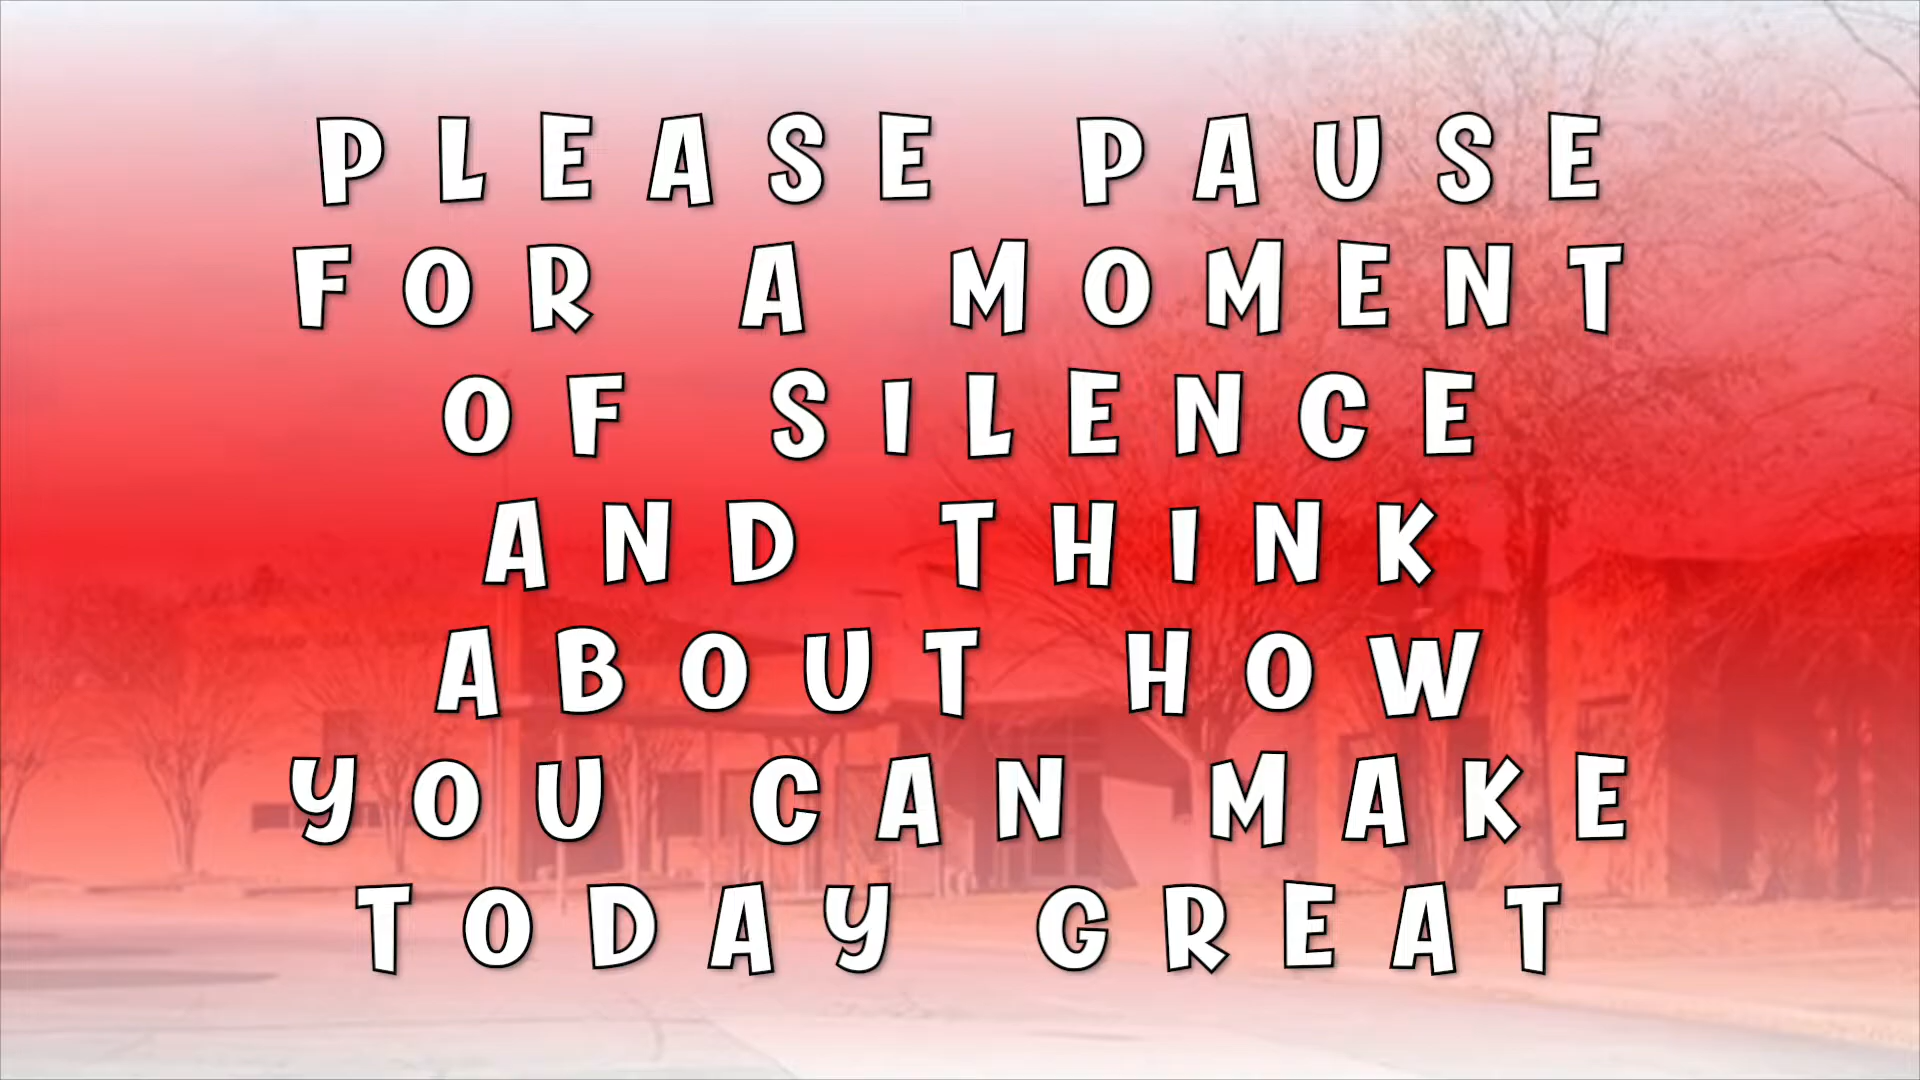 PLEASE PAUSE
FOR A MOMENT
OF SILENCE
AND THINK
ABOUT HOW
YOU CAN MAKE
TODAY GREAT